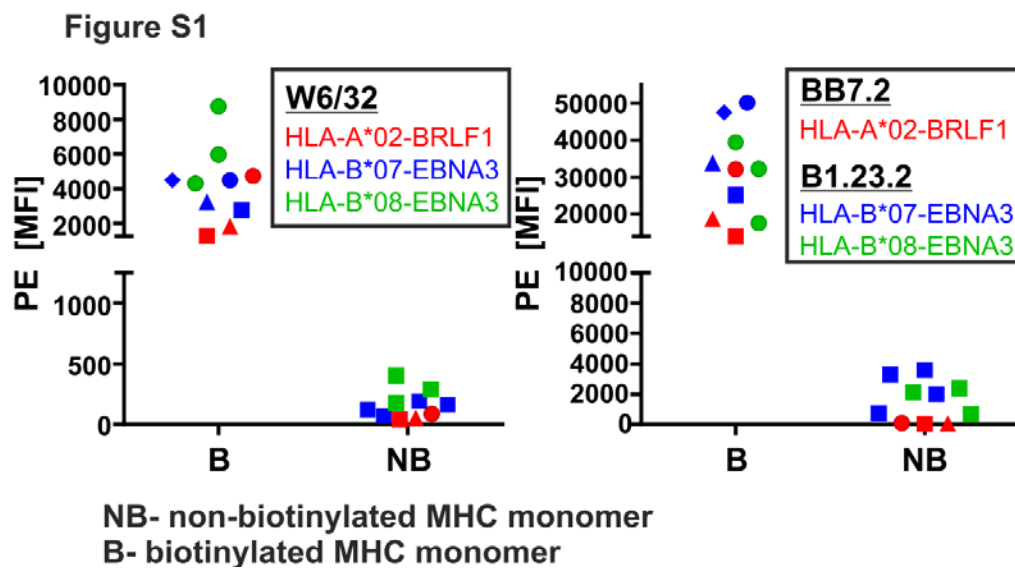 Figure S1
PE [MFI]
10000
8000
6000
4000
2000
1000
500
0
W6/32
HLA-A*02-BRLF1
HLA-B*07-EBNA3
HLA-B*08-EBNA3
B
NB
PE [MFI]
50000
40000
30000
20000
10000
8000
6000
4000
2000
0
BB7.2
HLA-A*02-BRLF1
B1.23.2
HLA-B*07-EBNA3
HLA-B*08-EBNA3
B
NB
NB- non-biotinylated MHC monomer
B- biotinylated MHC monomer